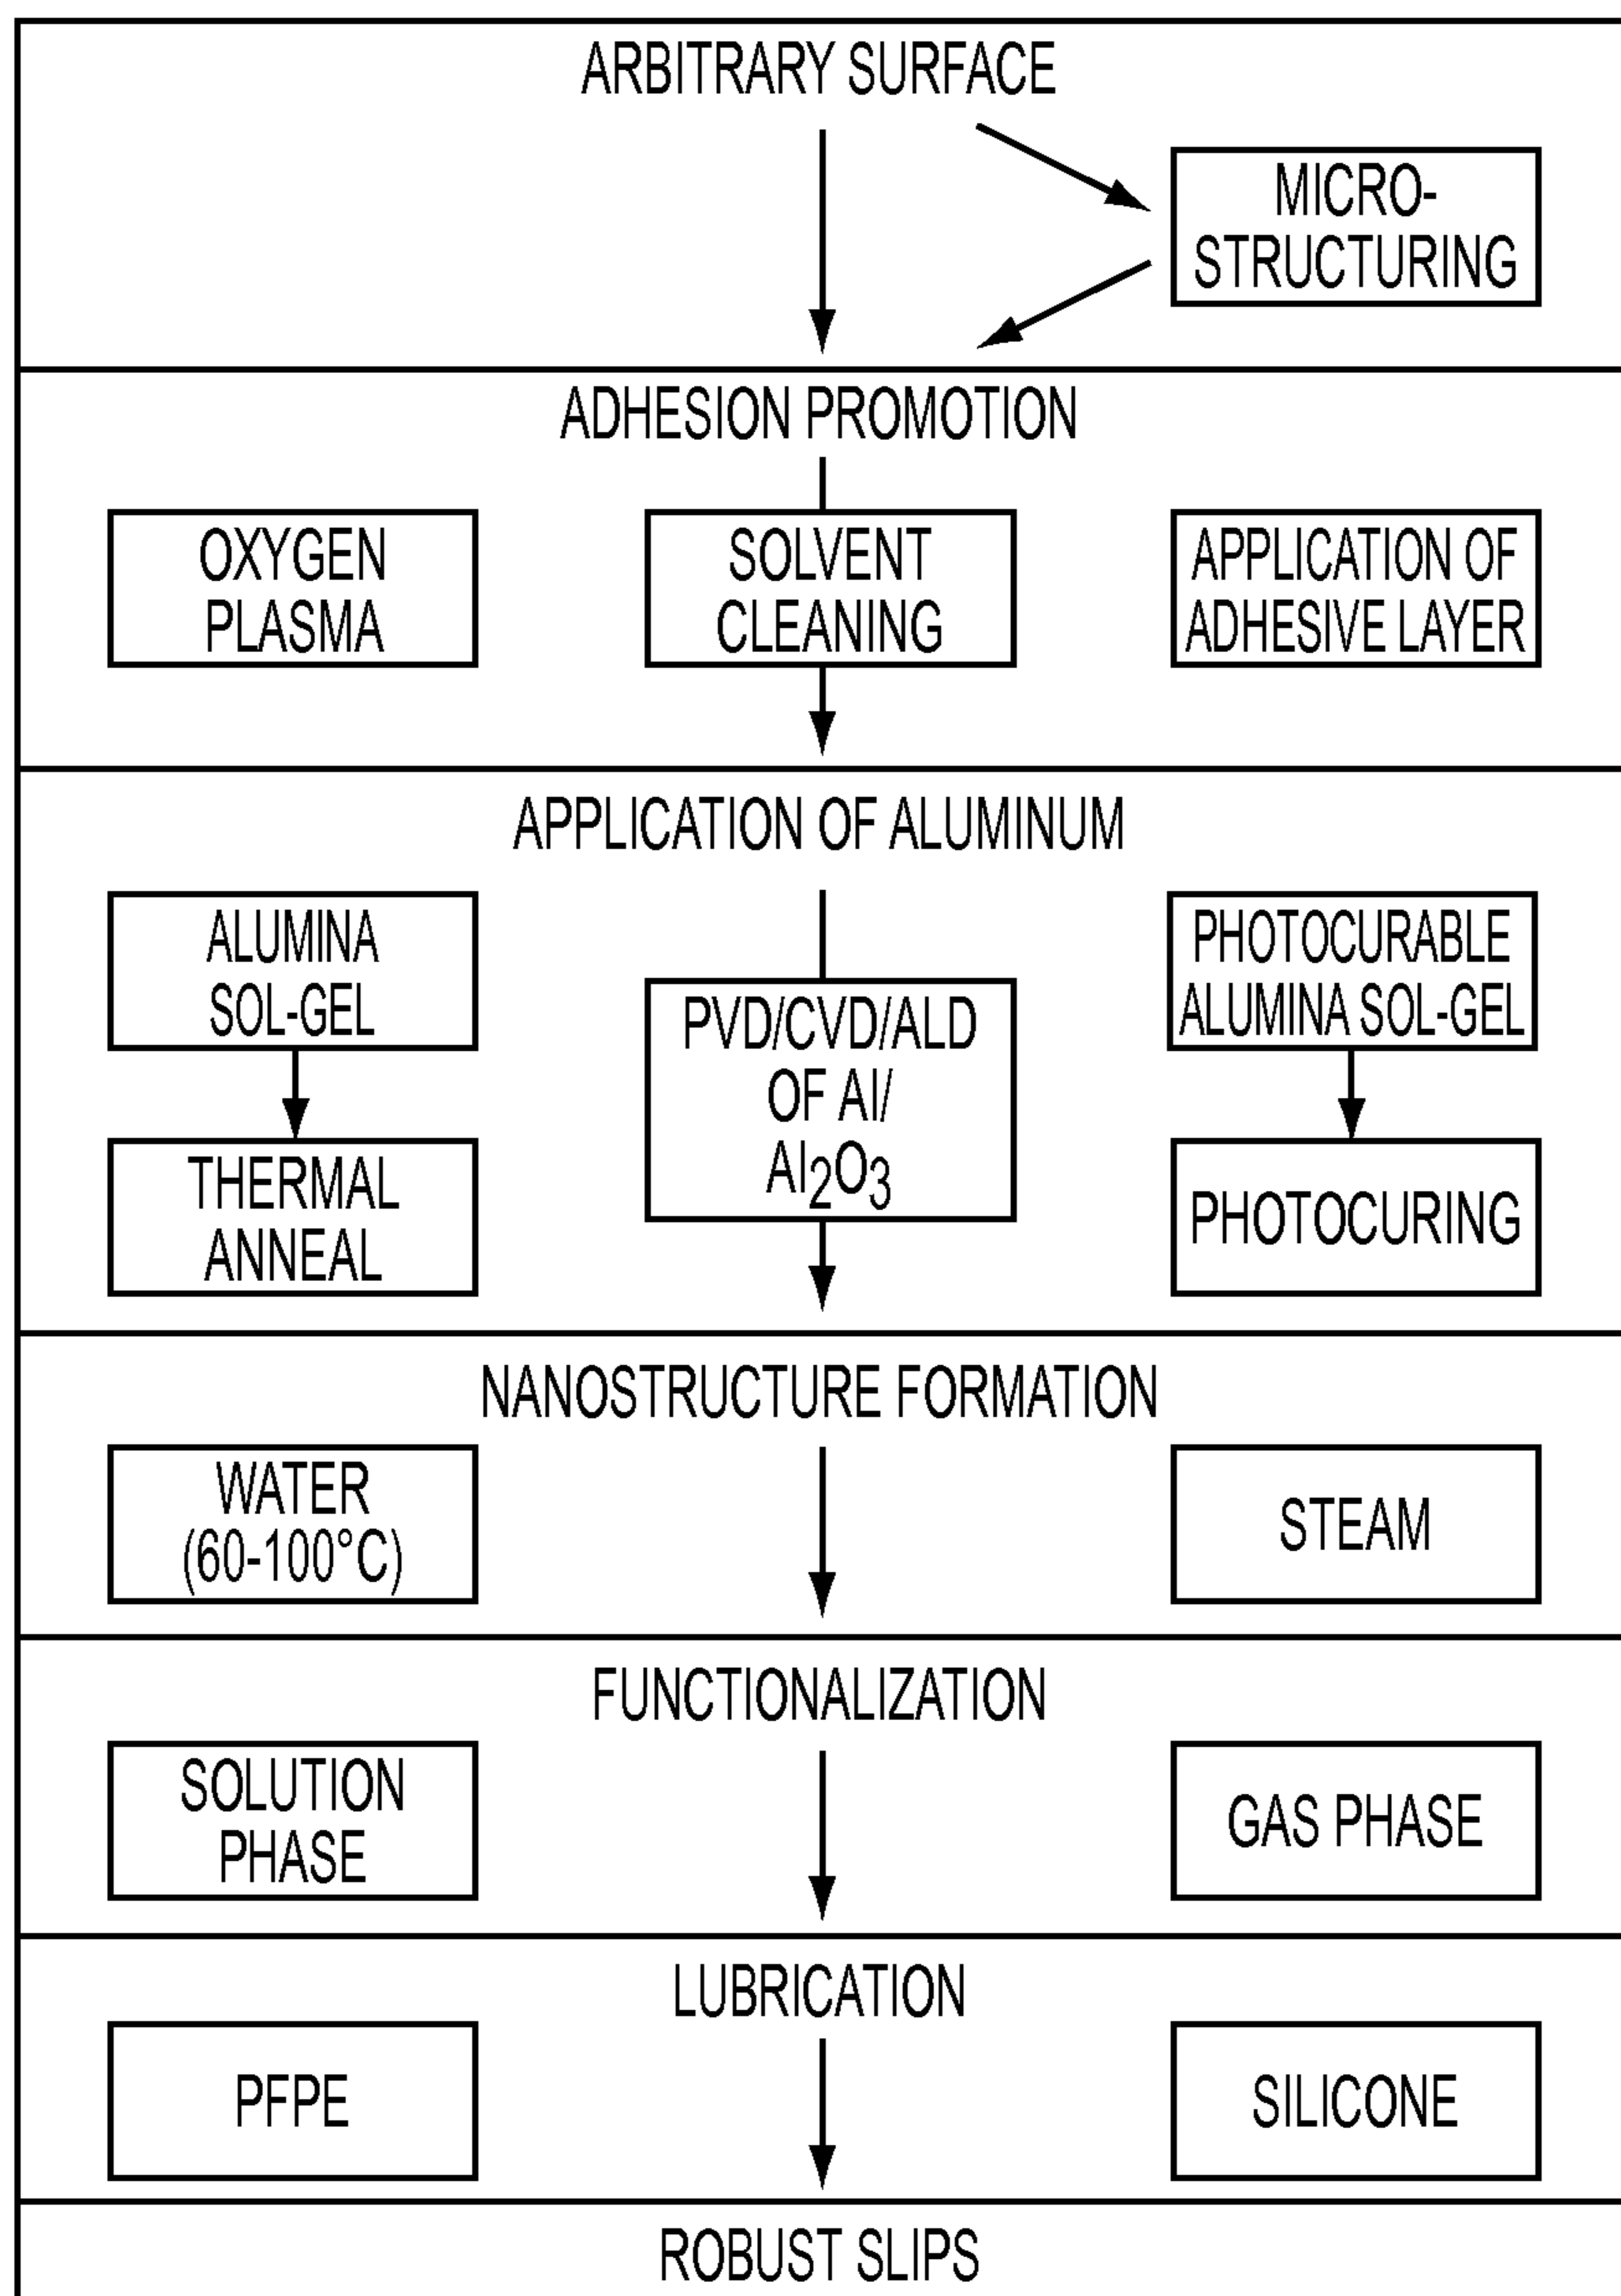 ARBITRARY SURFACE
MICRO-
STRUCTURING
ADHESION PROMOTION
OXYGEN
PLASMA
SOLVENT
CLEANING
APPLICATION OF
ADHESIVE LAYER
APPLICATION OF ALUMINUM
ALUMINA
SOL-GEL
THERMAL
ANNEAL
PVD/CVD/ALD
OF Al/
Al₂O₃
PHOTOCURABLE
ALUMINA SOL-GEL
PHOTOCURING
NANOSTRUCTURE FORMATION
WATER
(60-100°C)
STEAM
FUNCTIONALIZATION
SOLUTION
PHASE
GAS PHASE
LUBRICATION
PFPE
SILICONE
ROBUST SLIPS